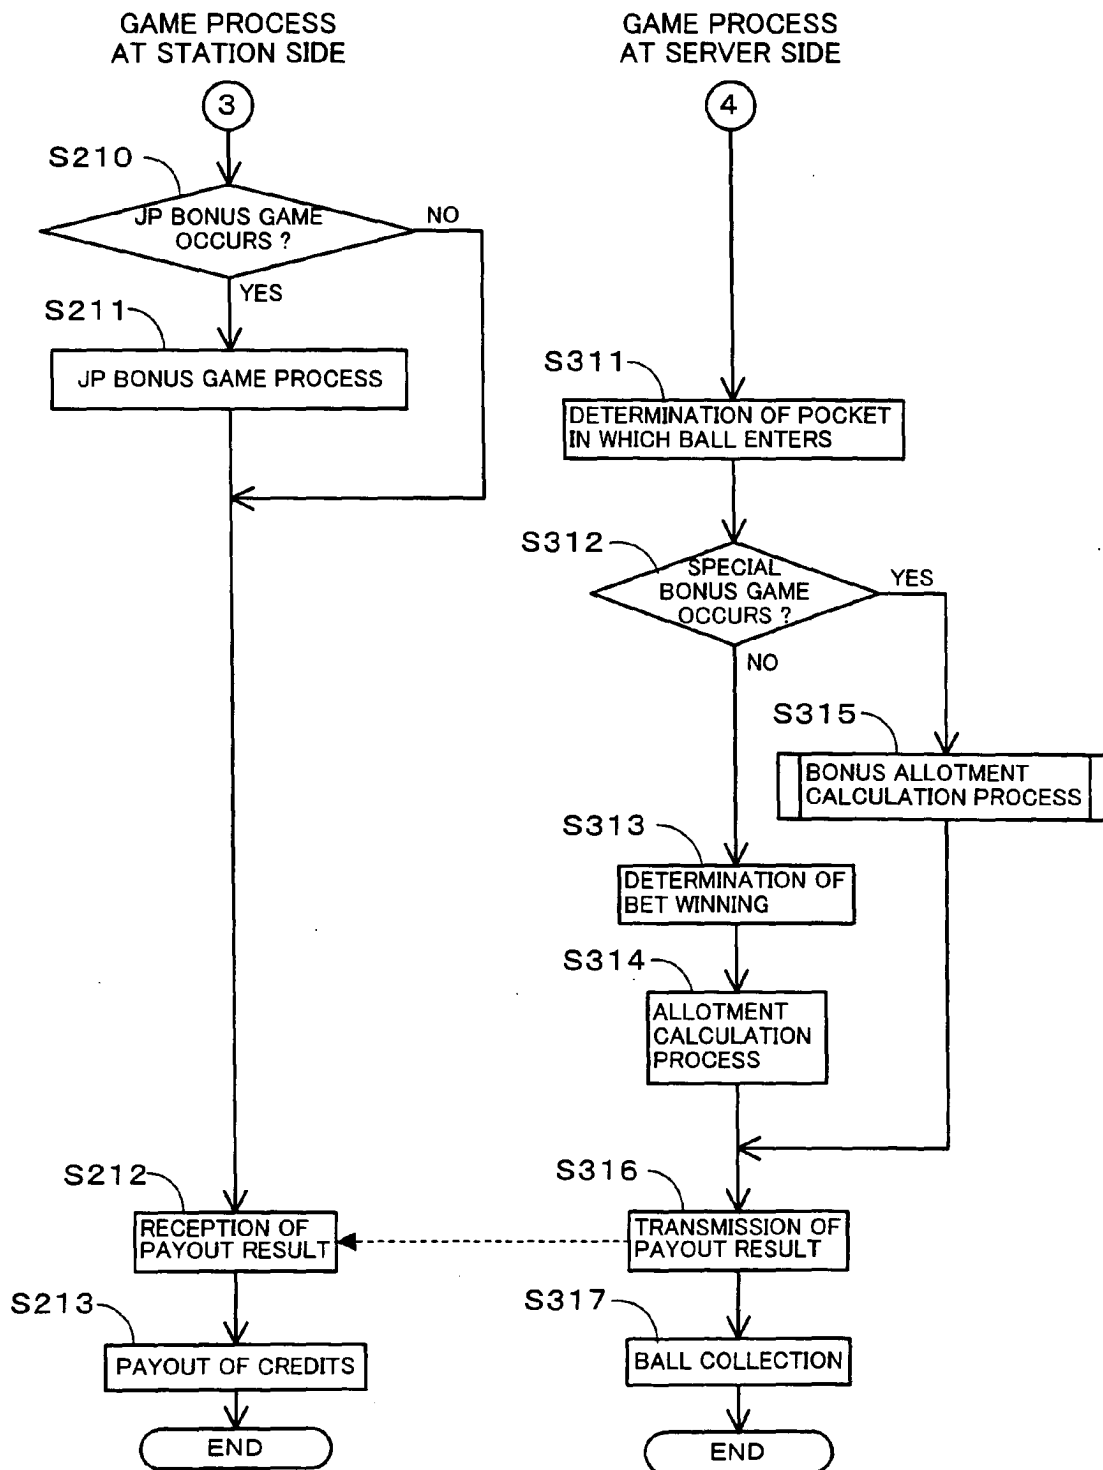 GAME PROCESS
AT STATION SIDE
3
S210
JP BONUS GAME
OCCURS ?
NO
YES
S211
JP BONUS GAME PROCESS
S212
RECEPTION OF
PAYOUT RESULT
S213
PAYOUT OF CREDITS
END
GAME PROCESS
AT SERVER SIDE
4
S311
DETERMINATION OF POCKET
IN WHICH BALL ENTERS
S312
SPECIAL
BONUS GAME
OCCURS ?
YES
NO
S315
BONUS ALLOTMENT
CALCULATION PROCESS
S313
DETERMINATION OF
BET WINNING
S314
ALLOTMENT
CALCULATION
PROCESS
S316
TRANSMISSION OF
PAYOUT RESULT
S317
BALL COLLECTION
END